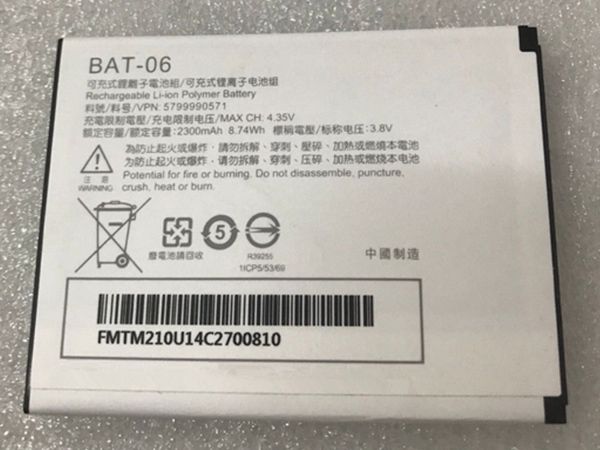 BAT-06
可充式鋰離子電池組/可充式锂离子电池组
Rechargeable Li-ion Polymer Battery
料號/料号/VPN: 5799990571
充電限制電壓/充电限制电压/MAX CH: 4.35V
額定容量/额定容量: 2300mAh 8.74Wh 標稱電壓/标称电压: 3.8V
為防止起火或爆炸，請勿拆解、穿刺、壓碎、加熱或燃燒本電池
为防止起火或爆炸，请勿拆解、穿刺、压碎、加热或燃烧本电池
注意
WARNING
Potential for fire or burning. Do not disassemble, puncture,
crush, heat or burn.
5
廢電池請回收
R39255
1ICP5/53/69
中國製造
FMTM210U14C2700810